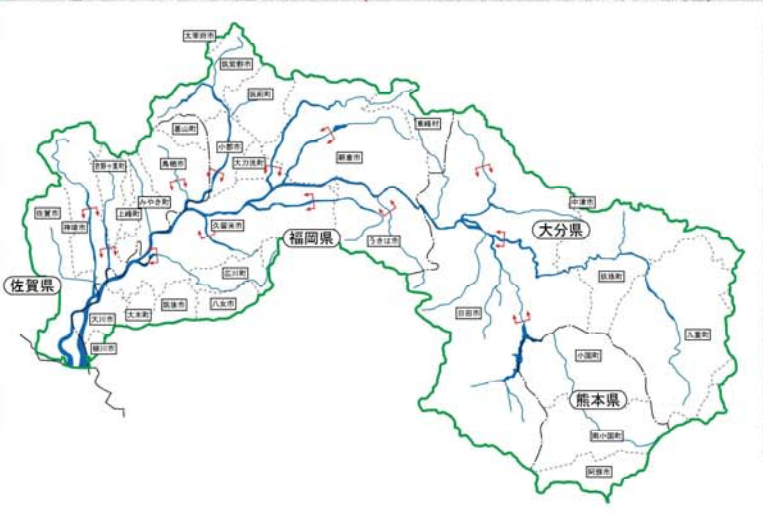 太宰府市
筑紫野市
筑前町
基山町
小郡市
東峰村
朝倉市
大刀洗町
鳥栖市
吉野ヶ里町
みやき町
上峰町
佐賀市
神埼市
久留米市
福岡県
うきは市
中津市
大分県
広川町
玖珠町
佐賀県
八女市
筑後市
大木町
大川市
日田市
九重町
柳川市
小国町
熊本県
南小国町
阿蘇市